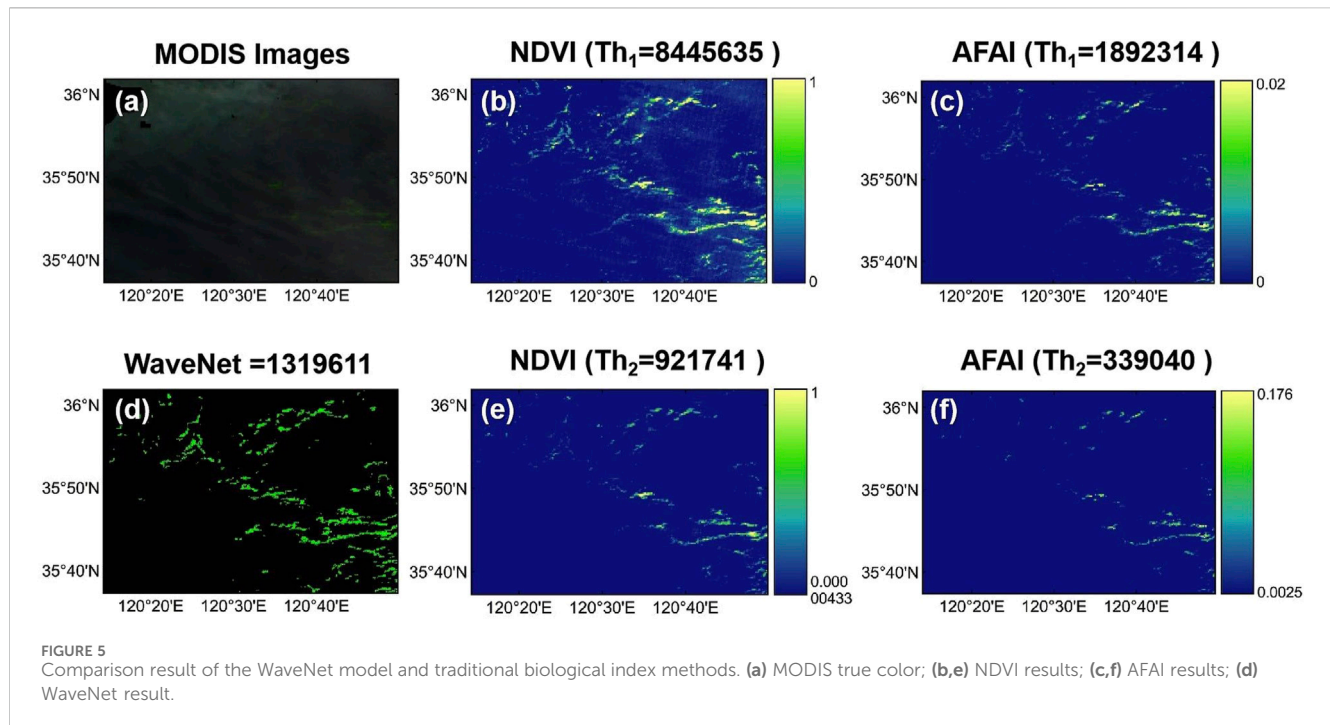 MODIS Images
NDVI (Th₁=8445635 )
AFAI (Th₁=1892314 )
(a)
36°N
35°50'N
35°40'N
120°20'E 120°30'E 120°40'E
(b)
36°N
35°50'N
35°40'N
120°20'E 120°30'E 120°40'E
1
0
(c)
36°N
35°50'N
35°40'N
120°20'E 120°30'E 120°40'E
0.02
0
WaveNet =1319611
NDVI (Th₂=921741 )
AFAI (Th₂=339040 )
(d)
36°N
35°50'N
35°40'N
120°20'E 120°30'E 120°40'E
(e)
36°N
35°50'N
35°40'N
120°20'E 120°30'E 120°40'E
1
0.000
00433
(f)
36°N
35°50'N
35°40'N
120°20'E 120°30'E 120°40'E
0.176
0.0025
FIGURE 5
Comparison result of the WaveNet model and traditional biological index methods. (a) MODIS true color; (b,e) NDVI results; (c,f) AFAI results; (d)
WaveNet result.